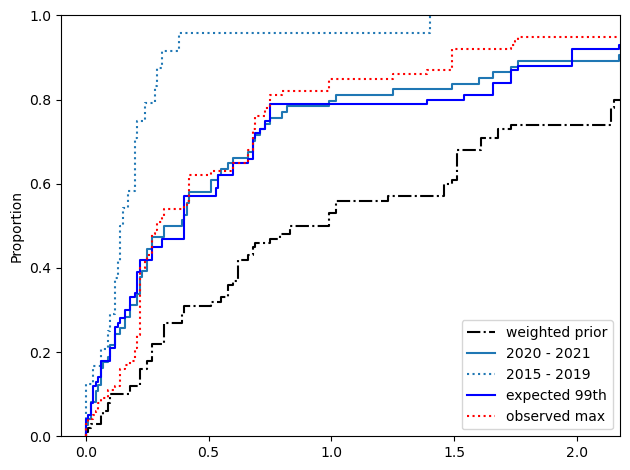 1.0
0.8
0.6
0.4
0.2
0.0
Proportion
0.0 0.5 1.0 1.5 2.0
weighted prior
2020 - 2021
2015 - 2019
expected 99th
observed max